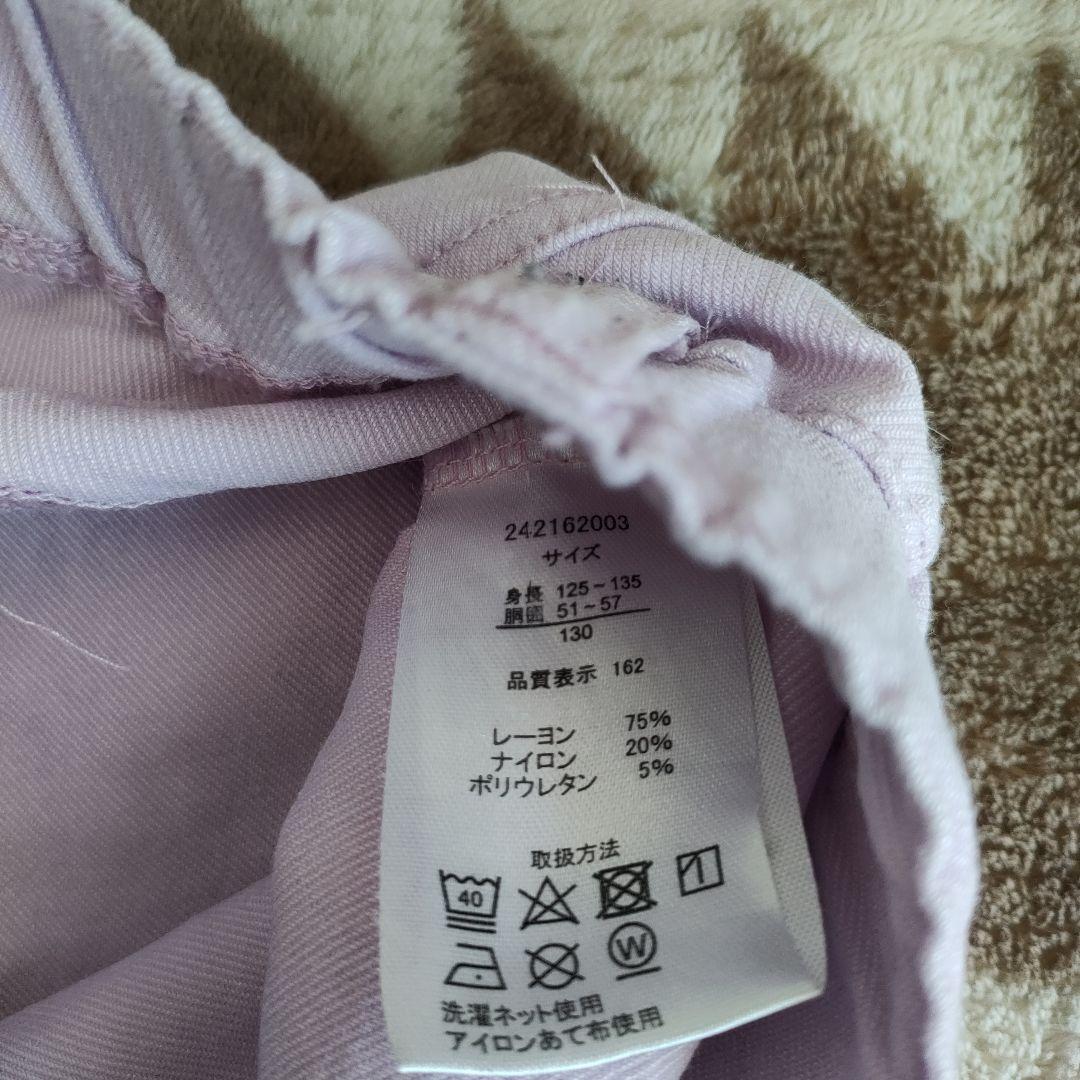 242162003
サイズ
身長 125～135
胴囲 51～57
130
品質表示 162
レーヨン 75%
ナイロン 20%
ポリウレタン 5%
取扱方法
40
W
洗濯ネット使用
アイロンあて布使用